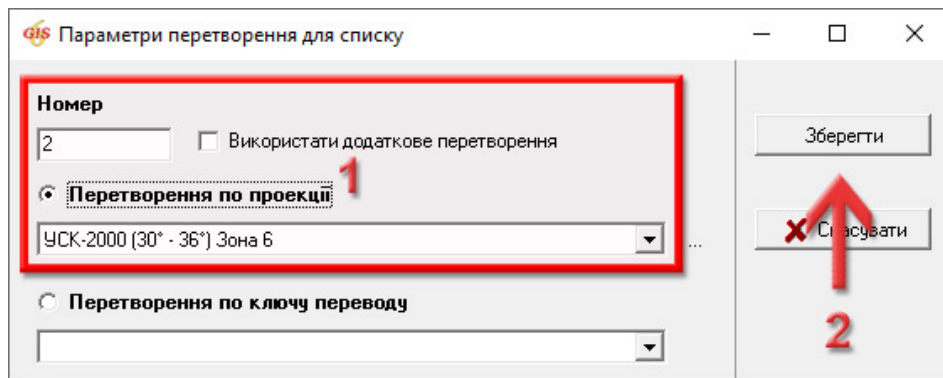 GIS Параметри перетворення для списку
Номер
2
Використати додаткове перетворення
1
Перетворення по проекції
УСК-2000 (30° - 36°) Зона 6
...
Перетворення по ключу переводу
Зберегти
Скасувати
2